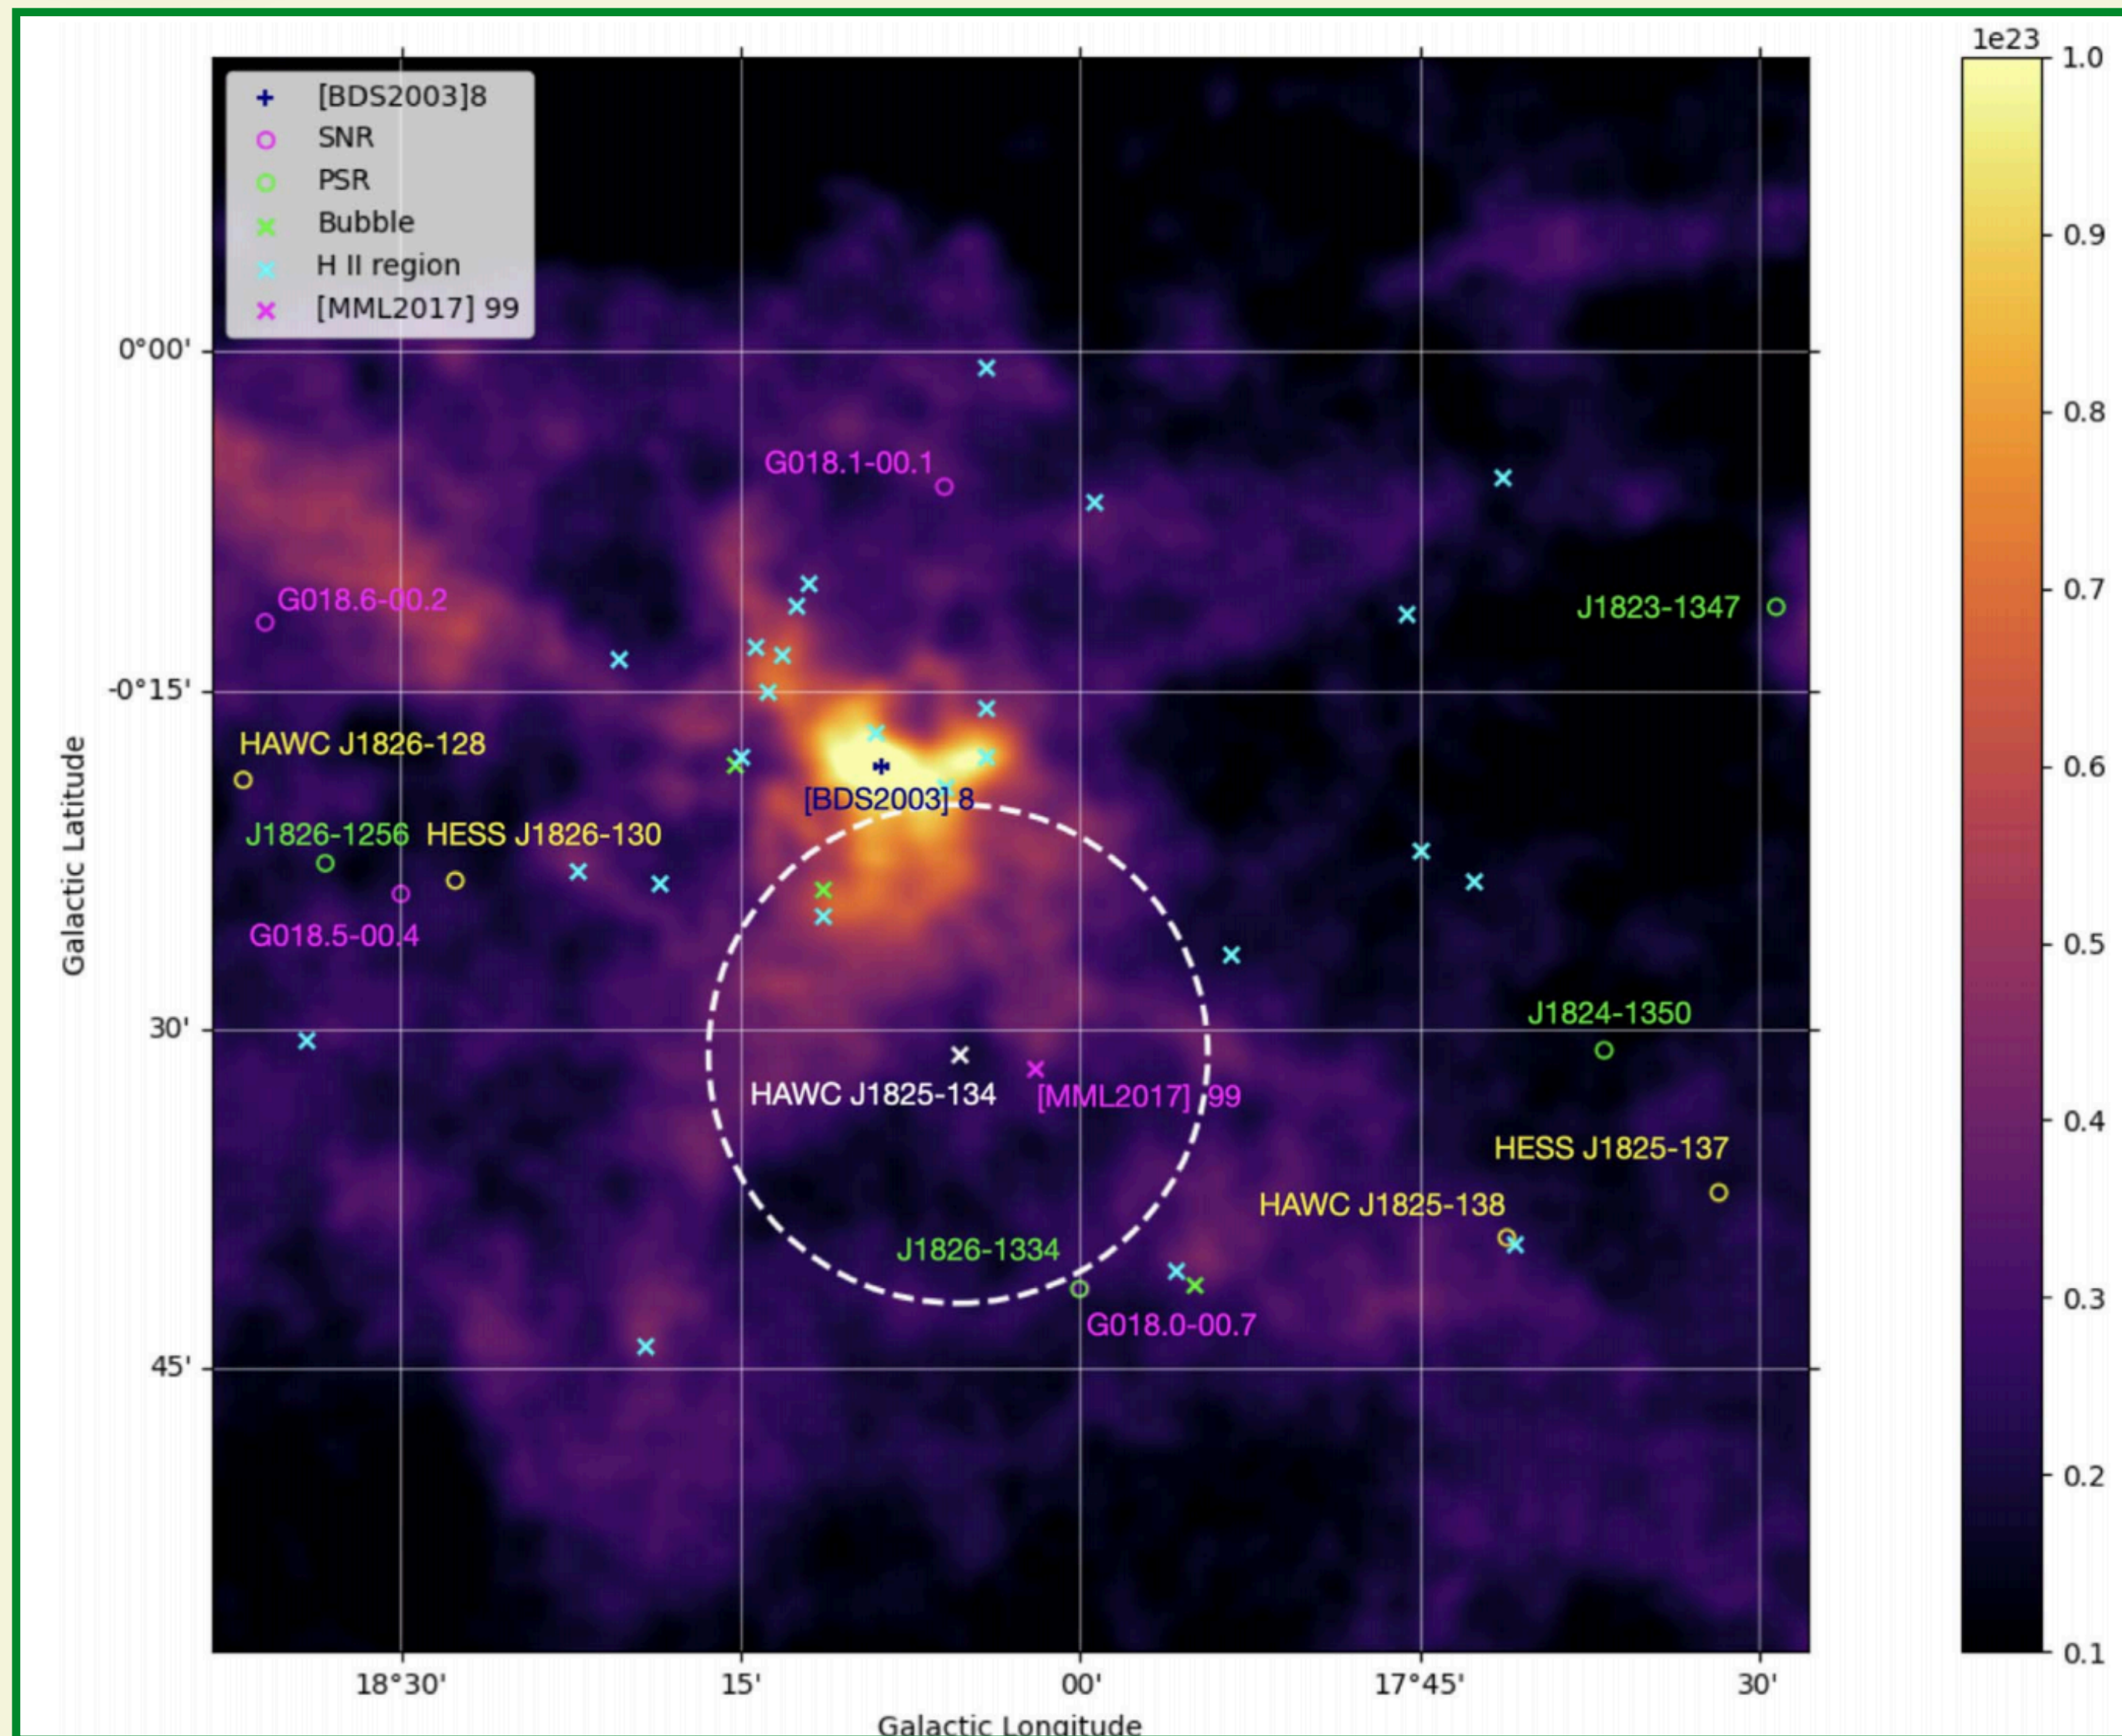 1e23
[BDS2003]8
SNR
PSR
Bubble
H II region
[MML2017] 99
1.0
0.9
0.8
0.7
0.6
0.5
0.4
0.3
0.2
0.1
0°00'
-0°15'
30'
45'
Galactic Latitude
G018.1-00.1
G018.6-00.2
J1823-1347
HAWC J1826-128
[BDS2003] 8
J1826-1256
HESS J1826-130
G018.5-00.4
J1824-1350
HAWC J1825-134
[MML2017] 99
HESS J1825-137
HAWC J1825-138
J1826-1334
G018.0-00.7
18°30'
15'
00'
17°45'
30'
Galactic Longitude